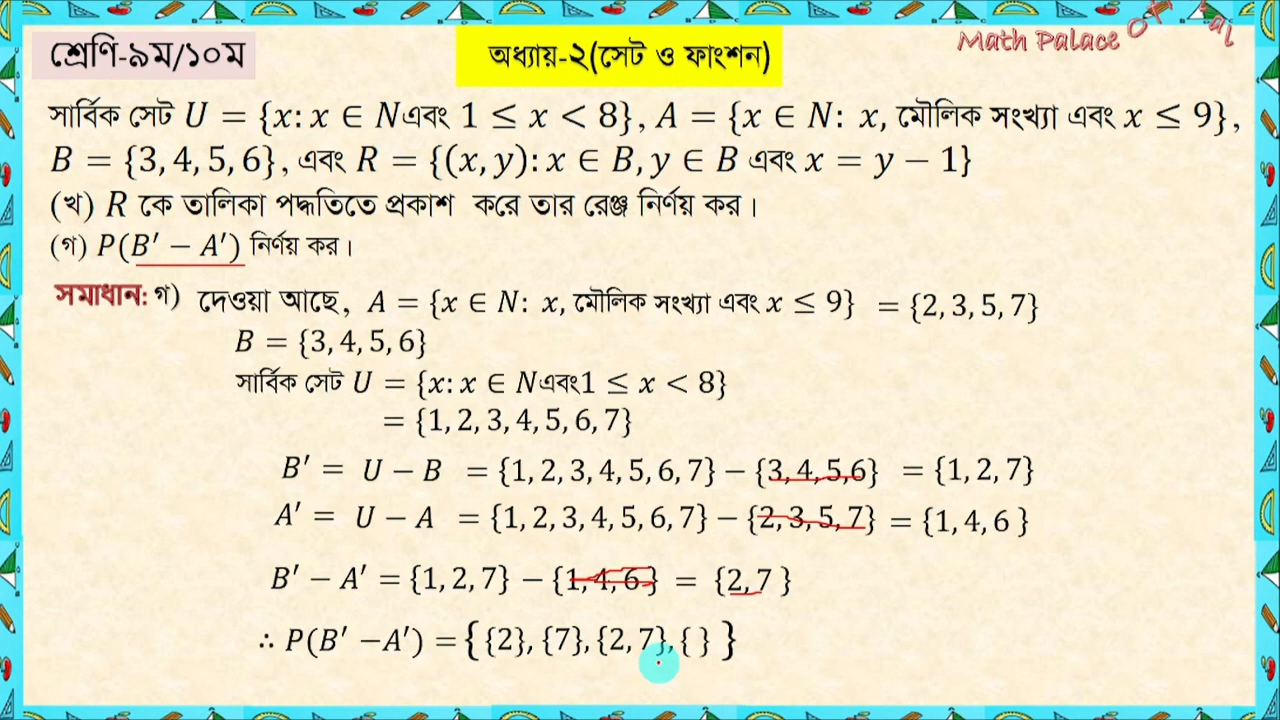 শ্রেণি-৯ম/১০ম
অধ্যায়-২(সেট ও ফাংশন)
Math Palace
সার্বিক সেট U = {x: x ∈ N এবং 1 ≤ x < 8}, A = {x ∈ N: x, মৌলিক সংখ্যা এবং x ≤ 9},
B = {3, 4, 5, 6}, এবং R = {(x, y): x ∈ B, y ∈ B এবং x = y − 1}
(খ) R কে তালিকা পদ্ধতিতে প্রকাশ করে তার রেঞ্জ নির্ণয় কর।
(গ) P(B′ − A′) নির্ণয় কর।
সমাধান: গ) দেওয়া আছে, A = {x ∈ N: x, মৌলিক সংখ্যা এবং x ≤ 9} = {2, 3, 5, 7}
B = {3, 4, 5, 6}
সার্বিক সেট U = {x: x ∈ N এবং 1 ≤ x < 8}
= {1, 2, 3, 4, 5, 6, 7}
B′ = U − B = {1, 2, 3, 4, 5, 6, 7} − {3, 4, 5, 6} = {1, 2, 7}
A′ = U − A = {1, 2, 3, 4, 5, 6, 7} − {2, 3, 5, 7} = {1, 4, 6 }
B′ − A′ = {1, 2, 7} − {1, 4, 6} = {2, 7 }
∴ P(B′ − A′) = { {2}, {7}, {2, 7}, { } }